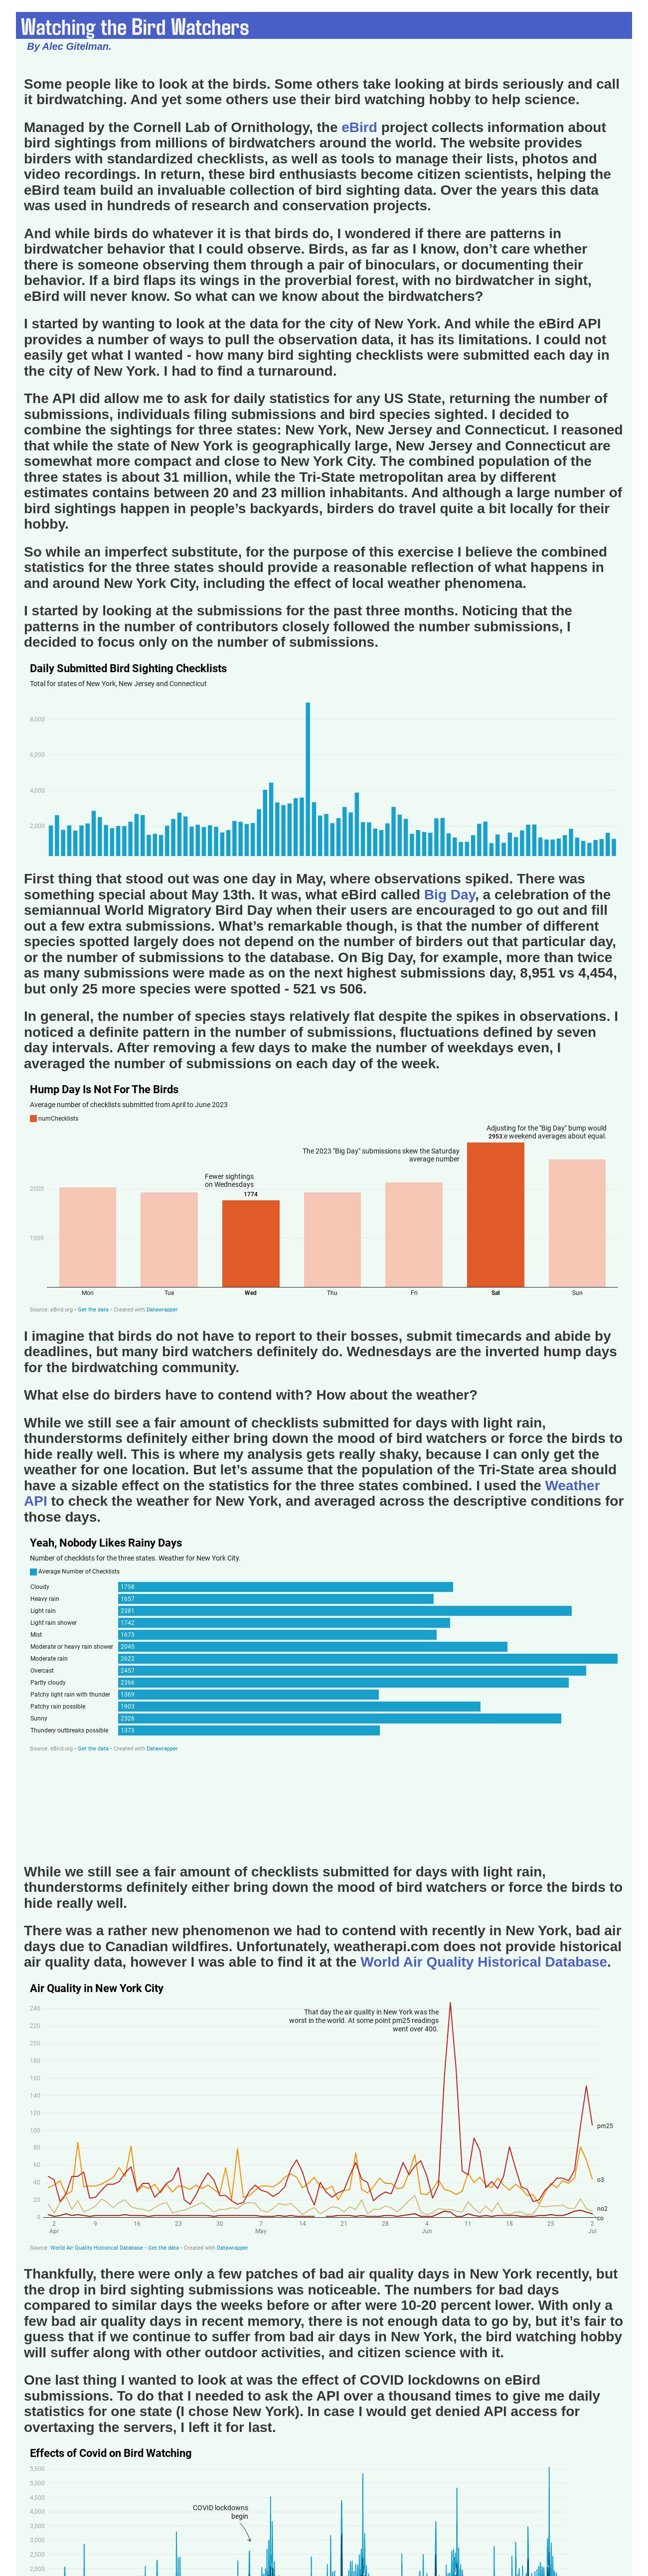 Watching the Bird Watchers
By Alec Gitelman.
Some people like to look at the birds. Some others take looking at birds seriously and call
it birdwatching. And yet some others use their bird watching hobby to help science.
Managed by the Cornell Lab of Ornithology, the eBird project collects information about
bird sightings from millions of birdwatchers around the world. The website provides
birders with standardized checklists, as well as tools to manage their lists, photos and
video recordings. In return, these bird enthusiasts become citizen scientists, helping the
eBird team build an invaluable collection of bird sighting data. Over the years this data
was used in hundreds of research and conservation projects.
And while birds do whatever it is that birds do, I wondered if there are patterns in
birdwatcher behavior that I could observe. Birds, as far as I know, don’t care whether
there is someone observing them through a pair of binoculars, or documenting their
behavior. If a bird flaps its wings in the proverbial forest, with no birdwatcher in sight,
eBird will never know. So what can we know about the birdwatchers?
I started by wanting to look at the data for the city of New York. And while the eBird API
provides a number of ways to pull the observation data, it has its limitations. I could not
easily get what I wanted - how many bird sighting checklists were submitted each day in
the city of New York. I had to find a turnaround.
The API did allow me to ask for daily statistics for any US State, returning the number of
submissions, individuals filing submissions and bird species sighted. I decided to
combine the sightings for three states: New York, New Jersey and Connecticut. I reasoned
that while the state of New York is geographically large, New Jersey and Connecticut are
somewhat more compact and close to New York City. The combined population of the
three states is about 31 million, while the Tri-State metropolitan area by different
estimates contains between 20 and 23 million inhabitants. And although a large number of
bird sightings happen in people’s backyards, birders do travel quite a bit locally for their
hobby.
So while an imperfect substitute, for the purpose of this exercise I believe the combined
statistics for the three states should provide a reasonable reflection of what happens in
and around New York City, including the effect of local weather phenomena.
I started by looking at the submissions for the past three months. Noticing that the
patterns in the number of contributors closely followed the number submissions, I
decided to focus only on the number of submissions.
Daily Submitted Bird Sighting Checklists
Total for states of New York, New Jersey and Connecticut
8,000
6,000
4,000
2,000
First thing that stood out was one day in May, where observations spiked. There was
something special about May 13th. It was, what eBird called Big Day, a celebration of the
semiannual World Migratory Bird Day when their users are encouraged to go out and fill
out a few extra submissions. What’s remarkable though, is that the number of different
species spotted largely does not depend on the number of birders out that particular day,
or the number of submissions to the database. On Big Day, for example, more than twice
as many submissions were made as on the next highest submissions day, 8,951 vs 4,454,
but only 25 more species were spotted - 521 vs 506.
In general, the number of species stays relatively flat despite the spikes in observations. I
noticed a definite pattern in the number of submissions, fluctuations defined by seven
day intervals. After removing a few days to make the number of weekdays even, I
averaged the number of submissions on each day of the week.
Hump Day Is Not For The Birds
Average number of checklists submitted from April to June 2023
numChecklists
Adjusting for the "Big Day" bump would
2953.e weekend averages about equal.
The 2023 "Big Day" submissions skew the Saturday
average number
Fewer sightings
on Wednesdays
1774
2000
1000
Mon Tue Wed Thu Fri Sat Sun
Source: eBird.org • Get the data • Created with Datawrapper
I imagine that birds do not have to report to their bosses, submit timecards and abide by
deadlines, but many bird watchers definitely do. Wednesdays are the inverted hump days
for the birdwatching community.
What else do birders have to contend with? How about the weather?
While we still see a fair amount of checklists submitted for days with light rain,
thunderstorms definitely either bring down the mood of bird watchers or force the birds to
hide really well. This is where my analysis gets really shaky, because I can only get the
weather for one location. But let’s assume that the population of the Tri-State area should
have a sizable effect on the statistics for the three states combined. I used the Weather
API to check the weather for New York, and averaged across the descriptive conditions for
those days.
Yeah, Nobody Likes Rainy Days
Number of checklists for the three states. Weather for New York City.
Average Number of Checklists
Cloudy 1758
Heavy rain 1657
Light rain 2381
Light rain shower 1742
Mist 1673
Moderate or heavy rain shower 2045
Moderate rain 2622
Overcast 2457
Partly cloudy 2366
Patchy light rain with thunder 1369
Patchy rain possible 1903
Sunny 2326
Thundery outbreaks possible 1373
Source: eBird.org • Get the data • Created with Datawrapper
While we still see a fair amount of checklists submitted for days with light rain,
thunderstorms definitely either bring down the mood of bird watchers or force the birds to
hide really well.
There was a rather new phenomenon we had to contend with recently in New York, bad air
days due to Canadian wildfires. Unfortunately, weatherapi.com does not provide historical
air quality data, however I was able to find it at the World Air Quality Historical Database.
Air Quality in New York City
That day the air quality in New York was the
worst in the world. At some point pm25 readings
went over 400.
240
220
200
180
160
140
120
100
80
60
40
20
0
pm25
o3
no2
co
2 9 16 23 30 7 14 21 28 4 11 18 25 2
Apr May Jun Jul
Source: World Air Quality Historical Database • Get the data • Created with Datawrapper
Thankfully, there were only a few patches of bad air quality days in New York recently, but
the drop in bird sighting submissions was noticeable. The numbers for bad days
compared to similar days the weeks before or after were 10-20 percent lower. With only a
few bad air quality days in recent memory, there is not enough data to go by, but it’s fair to
guess that if we continue to suffer from bad air days in New York, the bird watching hobby
will suffer along with other outdoor activities, and citizen science with it.
One last thing I wanted to look at was the effect of COVID lockdowns on eBird
submissions. To do that I needed to ask the API over a thousand times to give me daily
statistics for one state (I chose New York). In case I would get denied API access for
overtaxing the servers, I left it for last.
Effects of Covid on Bird Watching
5,500
5,000
4,500
4,000
3,500
3,000
2,500
2,000
COVID lockdowns
begin